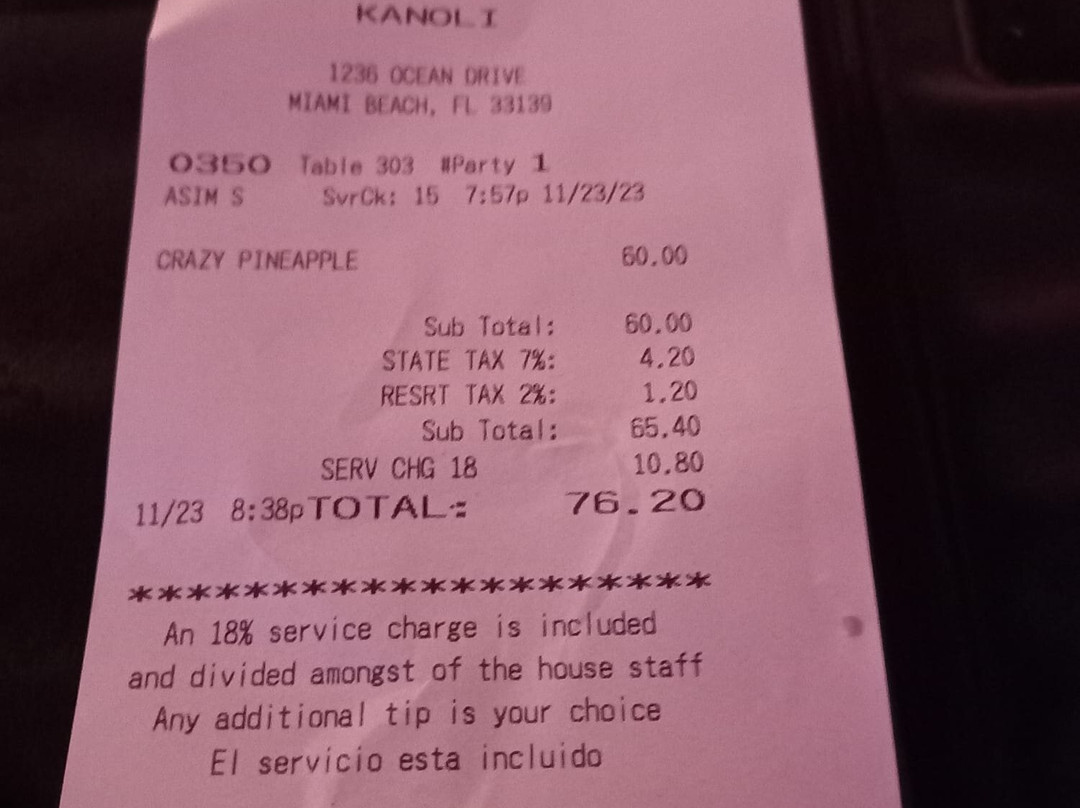 KANOLI
1236 OCEAN DRIVE
MIAMI BEACH, FL 33139
0350 Table 303 #Party 1
ASIM S SvrCk: 15 7:57p 11/23/23
CRAZY PINEAPPLE 60.00
Sub Total: 60.00
STATE TAX 7%: 4.20
RESRT TAX 2%: 1.20
Sub Total: 65.40
SERV CHG 18 10.80
11/23 8:38p TOTAL: 76.20
********************
An 18% service charge is included
and divided amongst of the house staff
Any additional tip is your choice
El servicio esta incluido